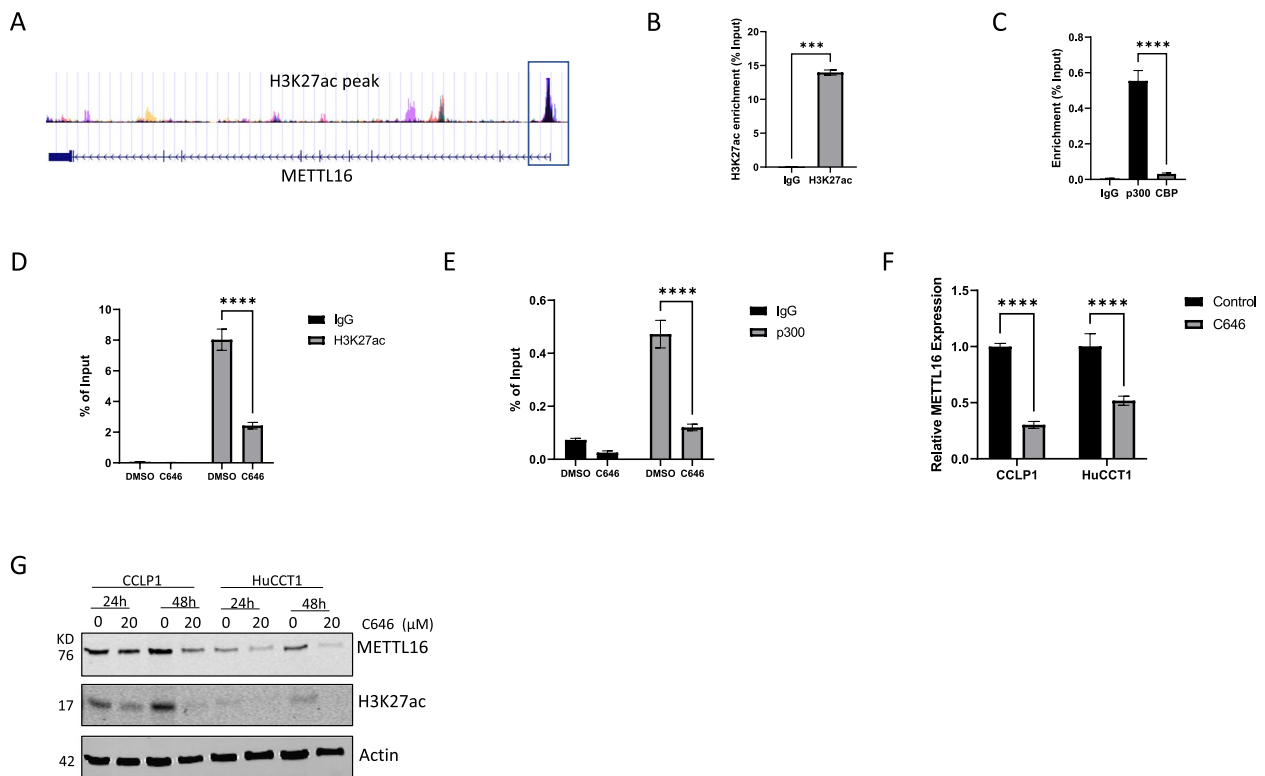 A
H3K27ac peak
METTL16
B
H3K27ac enrichment (% Input)
20
15
10
5
0
***
IgG H3K27ac
C
Enrichment (% Input)
0.8
0.6
0.4
0.2
0.0
****
IgG p300 CBP
D
% of Input
10
8
6
4
2
0
****
DMSO C646 DMSO C646
IgG
H3K27ac
E
% of Input
0.6
0.4
0.2
0.0
****
DMSO C646 DMSO C646
IgG
p300
F
Relative METTL16 Expression
1.5
1.0
0.5
0.0
**** ****
CCLP1 HuCCT1
Control
C646
G
CCLP1 HuCCT1
24h 48h 24h 48h
0 20 0 20 0 20 0 20 C646 (μM)
KD
76 METTL16
17 H3K27ac
42 Actin